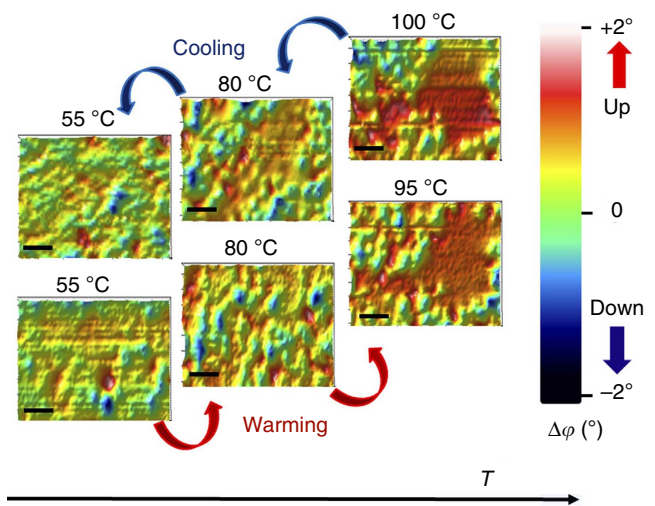 100 °C
Cooling
80 °C
55 °C
95 °C
80 °C
55 °C
Warming
+2°
Up
0
Down
–2°
Δφ (°)
T